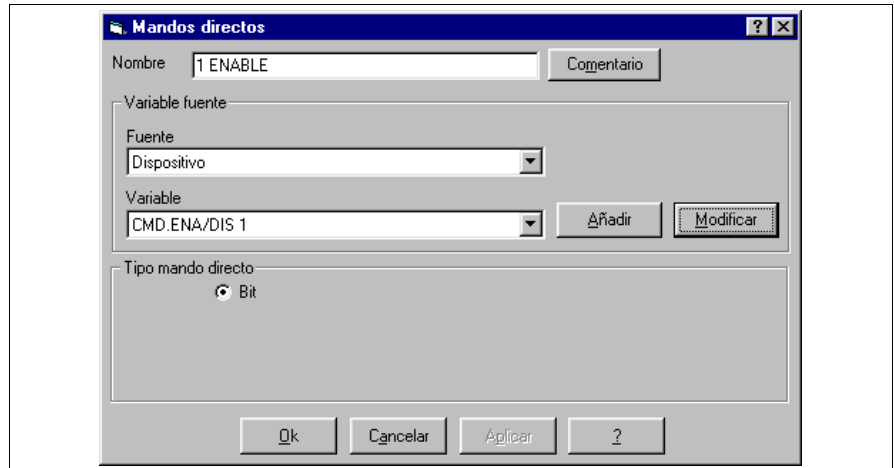 Mandos directos ? X
Nombre 1 ENABLE Comentario
Variable fuente
Fuente
Dispositivo
Variable
CMD.ENA/DIS 1 Añadir Modificar
Tipo mando directo
Bit
Ok Cancelar Aplicar ?